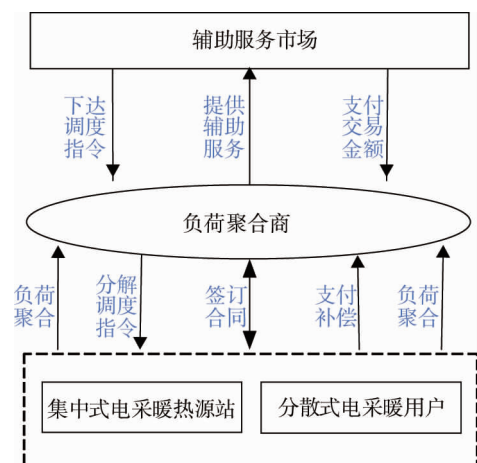 辅助服务市场
下达
调度
指令
提供
辅助
服务
支付
交易
金额
负荷聚合商
负荷
聚合
分解
调度
指令
签订
合同
支付
补偿
负荷
聚合
集中式电采暖热源站
分散式电采暖用户